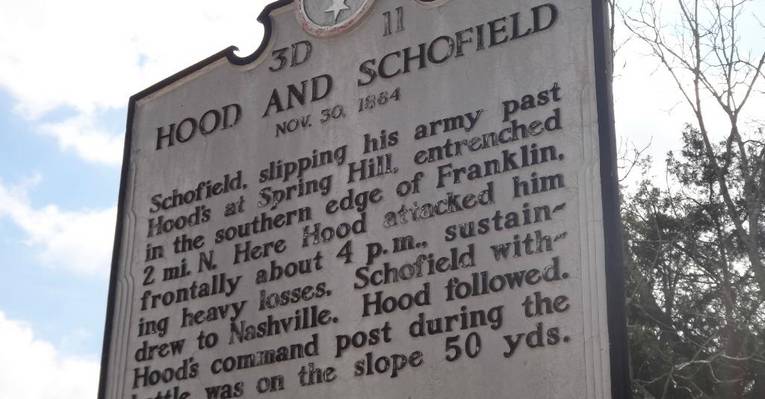 3D 11
HOOD AND SCHOFIELD
NOV. 30, 1864
Schofield, slipping his army past
Hood's at Spring Hill, entrenched
in the southern edge of Franklin,
2 mi. N. Here Hood attacked him
frontally about 4 p.m., sustain-
ing heavy losses. Schofield with-
drew to Nashville. Hood followed.
Hood's command post during the
battle was on the slope 50 yds.